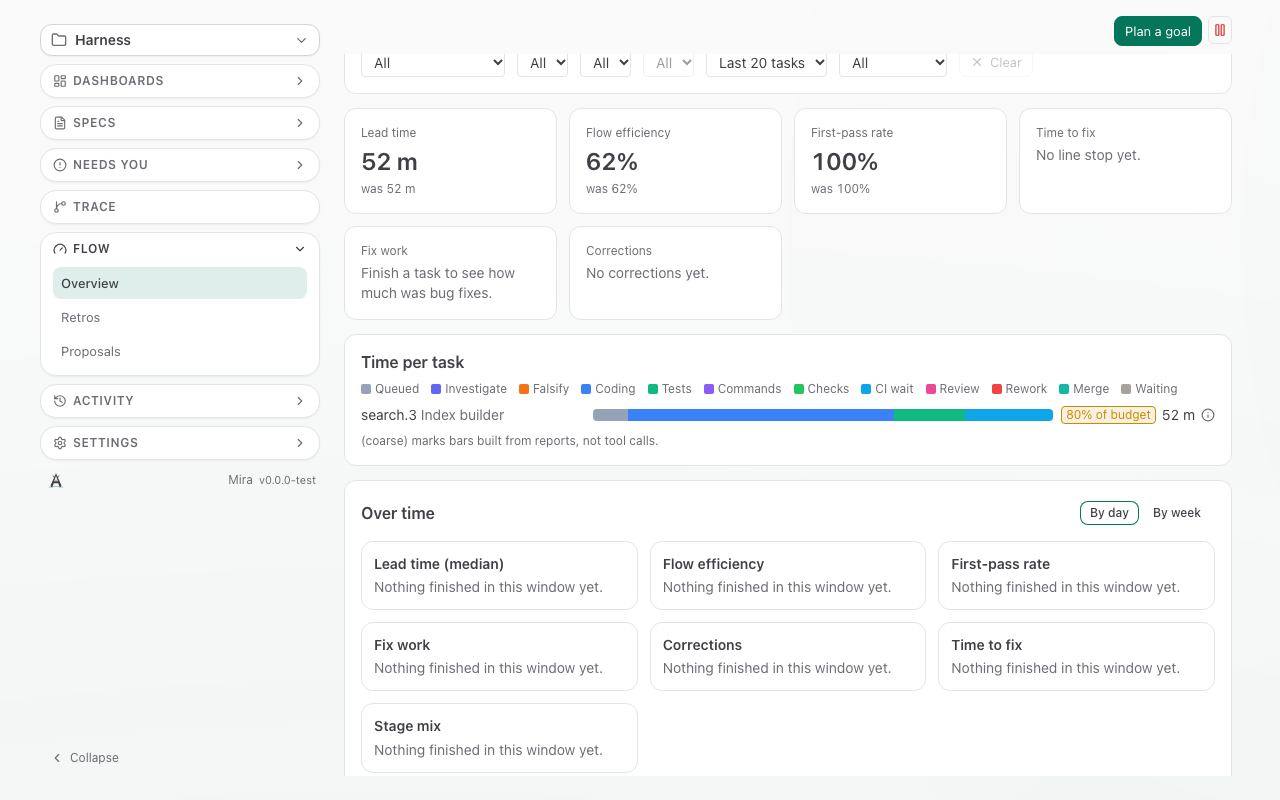 Harness
Plan a goal
All All All All Last 20 tasks All Clear
DASHBOARDS
SPECS
NEEDS YOU
TRACE
FLOW
Overview
Retros
Proposals
ACTIVITY
SETTINGS
Mira v0.0.0-test
Collapse
Lead time
52 m
was 52 m
Flow efficiency
62%
was 62%
First-pass rate
100%
was 100%
Time to fix
No line stop yet.
Fix work
Finish a task to see how
much was bug fixes.
Corrections
No corrections yet.
Time per task
Queued Investigate Falsify Coding Tests Commands Checks CI wait Review Rework Merge Waiting
search.3 Index builder 80% of budget 52 m
(coarse) marks bars built from reports, not tool calls.
Over time
By day By week
Lead time (median)
Nothing finished in this window yet.
Flow efficiency
Nothing finished in this window yet.
First-pass rate
Nothing finished in this window yet.
Fix work
Nothing finished in this window yet.
Corrections
Nothing finished in this window yet.
Time to fix
Nothing finished in this window yet.
Stage mix
Nothing finished in this window yet.